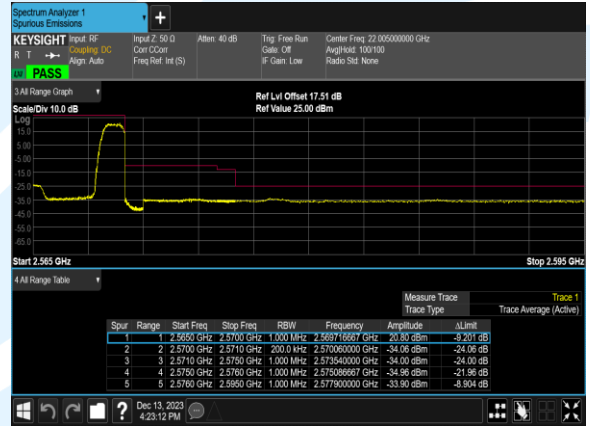 Spectrum Analyzer 1
Spurious Emissions
+
KEYSIGHT Input: RF Input Z: 50 Ω Atten: 40 dB Trig: Free Run Center Freq: 22.005000000 GHz
R T Coupling: DC Corr CCorr Gate: Off Avg|Hold: 100/100
Align: Auto Freq Ref: Int (S) IF Gain: Low Radio Std: None
PASS
3 All Range Graph
Ref Lvl Offset 17.51 dB
Scale/Div 10.0 dB Ref Value 25.00 dBm
Log
15.0
5.00
-5.00
-15.0
-25.0
-35.0
-45.0
-55.0
-65.0
Start 2.565 GHz Stop 2.595 GHz
4 All Range Table
Measure Trace Trace 1
Trace Type Trace Average (Active)
Spur Range Start Freq Stop Freq RBW Frequency Amplitude ΔLimit
1 1 2.5650 GHz 2.5700 GHz 1.000 MHz 2.569716667 GHz 20.80 dBm -9.201 dB
2 2 2.5700 GHz 2.5710 GHz 200.0 kHz 2.570060000 GHz -34.06 dBm -24.06 dB
3 3 2.5710 GHz 2.5750 GHz 1.000 MHz 2.573540000 GHz -34.00 dBm -24.00 dB
4 4 2.5750 GHz 2.5760 GHz 1.000 MHz 2.575086667 GHz -34.96 dBm -21.96 dB
5 5 2.5760 GHz 2.5950 GHz 1.000 MHz 2.577900000 GHz -33.90 dBm -8.904 dB
? Dec 13, 2023
4:23:12 PM